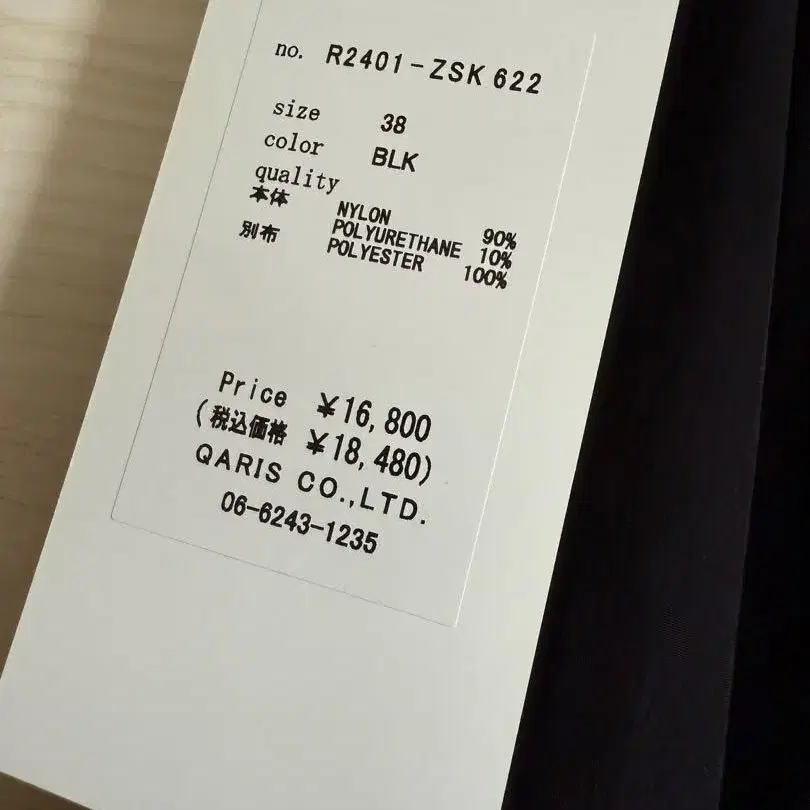 no. R2401-ZSK 622
size 38
color BLK
quality
本体 NYLON 90%
POLYURETHANE 10%
別布 POLYESTER 100%
Price ¥16,800
(税込価格 ¥18,480)
QARIS CO.,LTD.
06-6243-1235